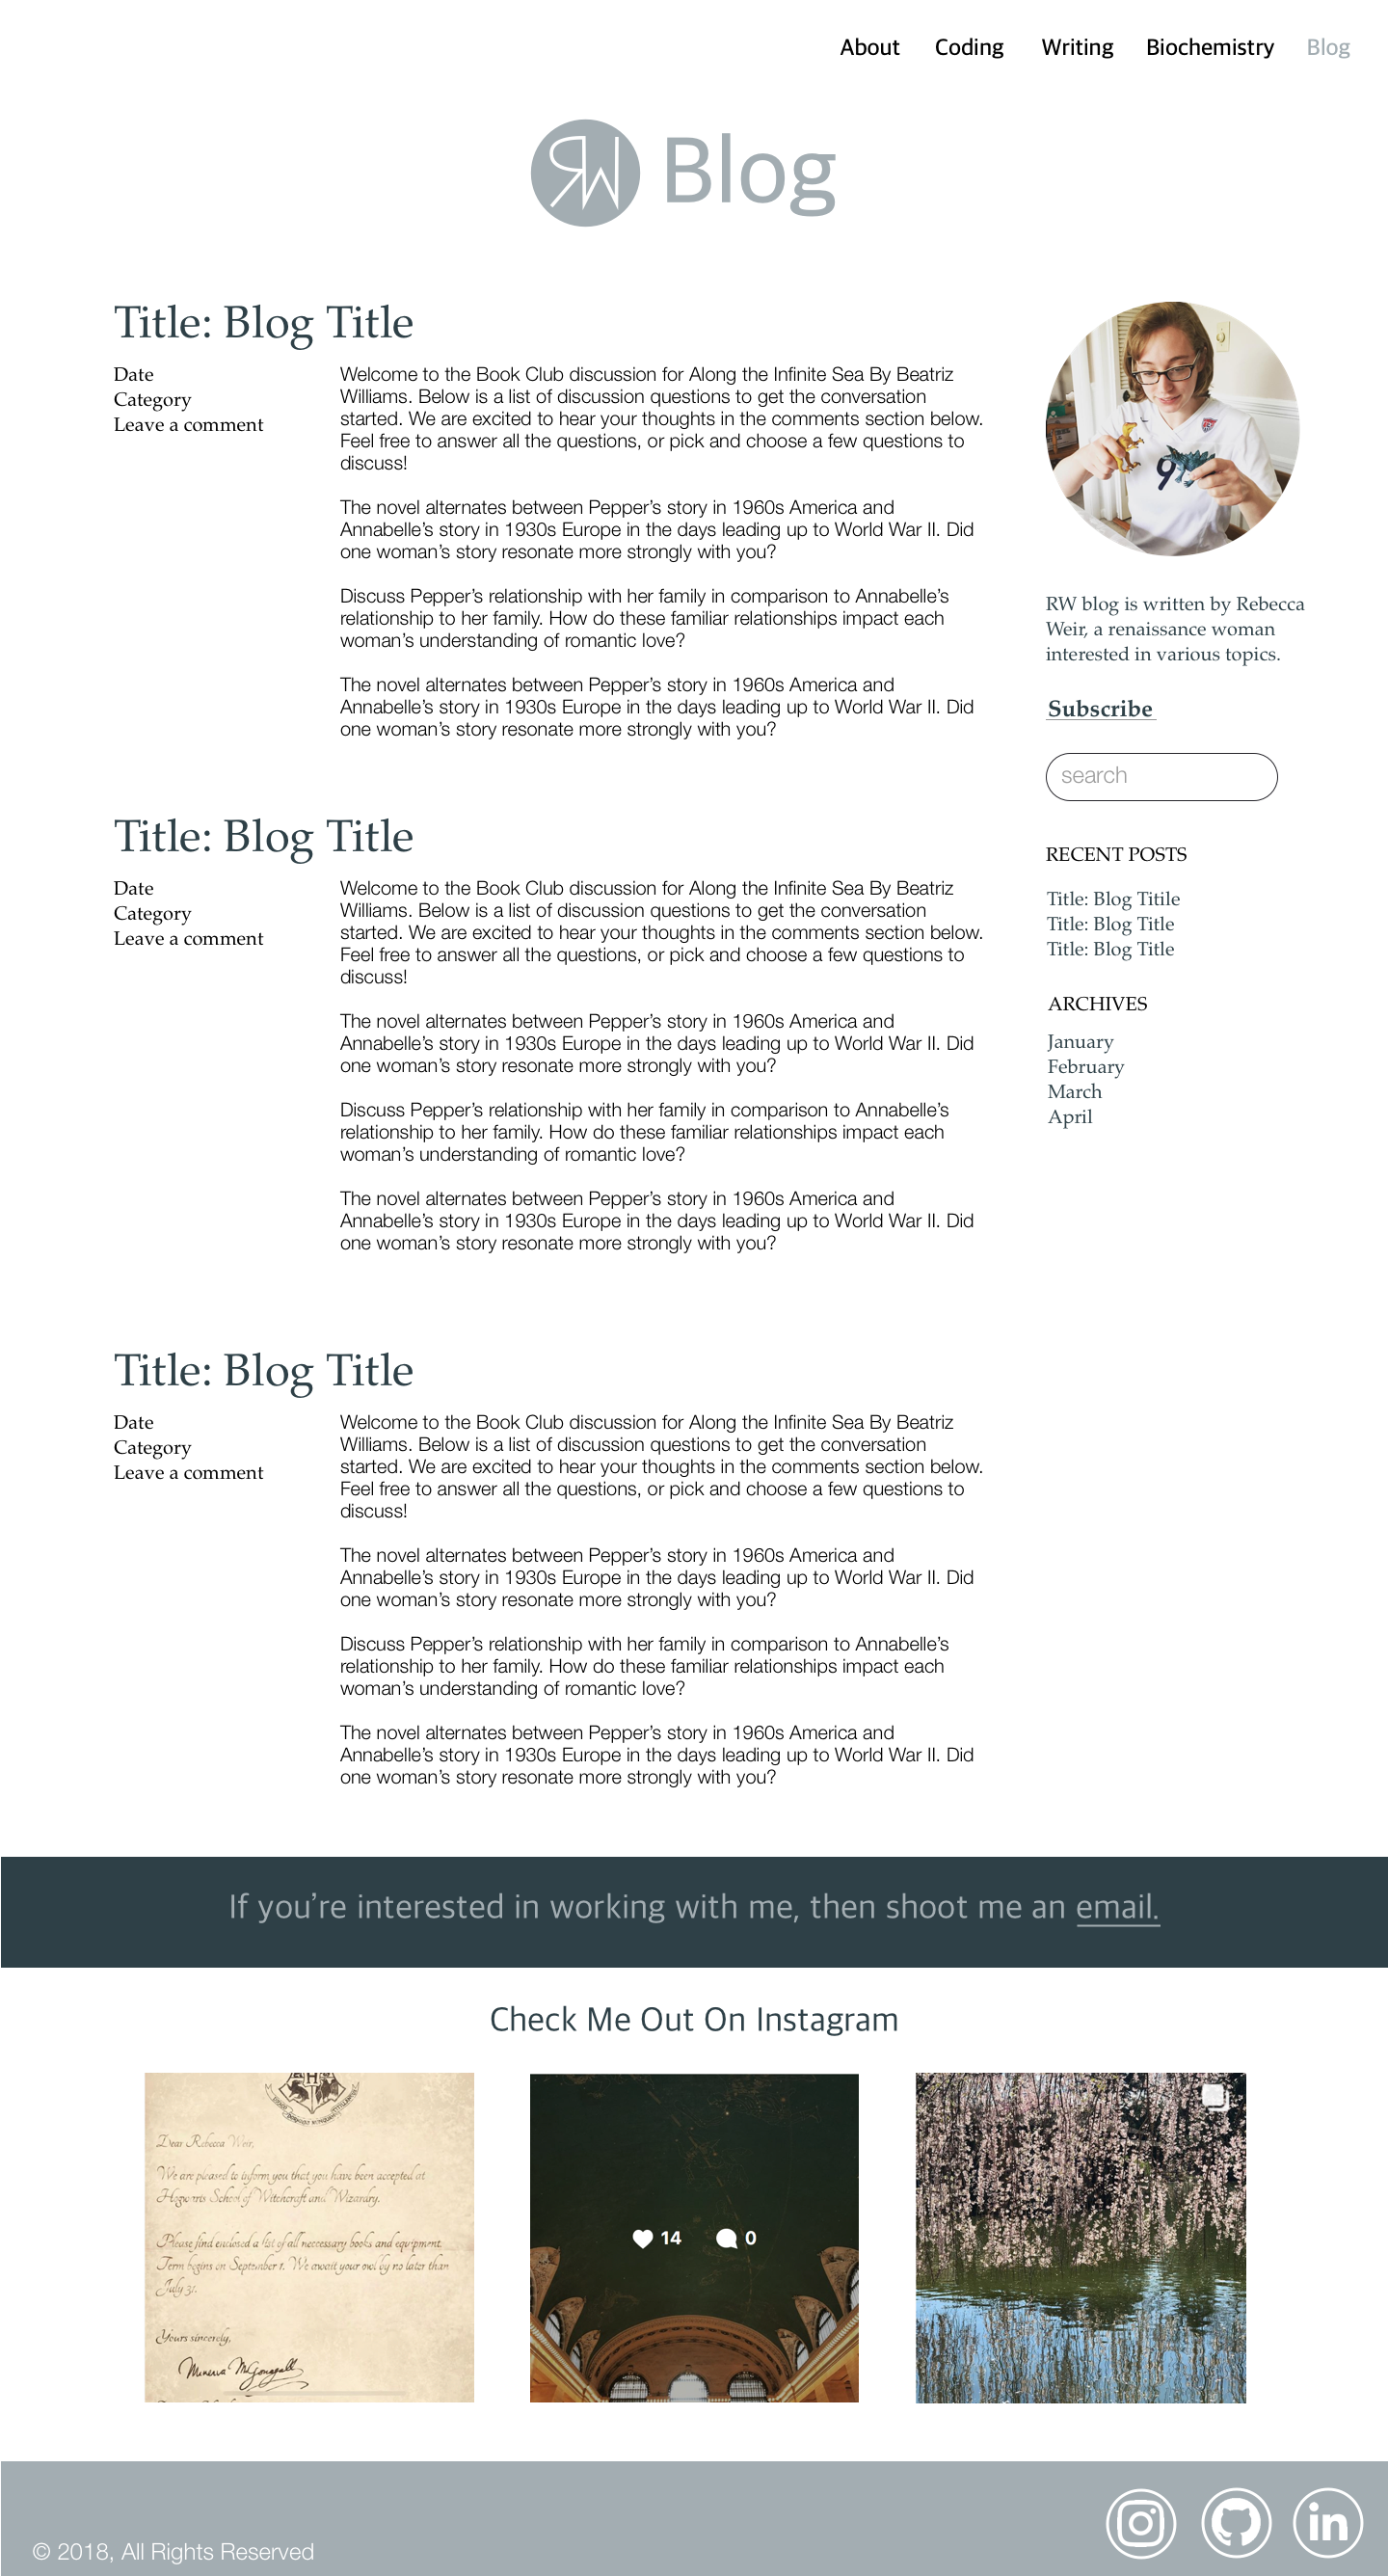 About Coding Writing Biochemistry Blog
RW Blog
Title: Blog Title
Date
Category
Leave a comment
Welcome to the Book Club discussion for Along the Infinite Sea By Beatriz
Williams. Below is a list of discussion questions to get the conversation
started. We are excited to hear your thoughts in the comments section below.
Feel free to answer all the questions, or pick and choose a few questions to
discuss!
The novel alternates between Pepper’s story in 1960s America and
Annabelle’s story in 1930s Europe in the days leading up to World War II. Did
one woman’s story resonate more strongly with you?
Discuss Pepper’s relationship with her family in comparison to Annabelle’s
relationship to her family. How do these familiar relationships impact each
woman’s understanding of romantic love?
The novel alternates between Pepper’s story in 1960s America and
Annabelle’s story in 1930s Europe in the days leading up to World War II. Did
one woman’s story resonate more strongly with you?
Title: Blog Title
Date
Category
Leave a comment
Welcome to the Book Club discussion for Along the Infinite Sea By Beatriz
Williams. Below is a list of discussion questions to get the conversation
started. We are excited to hear your thoughts in the comments section below.
Feel free to answer all the questions, or pick and choose a few questions to
discuss!
The novel alternates between Pepper’s story in 1960s America and
Annabelle’s story in 1930s Europe in the days leading up to World War II. Did
one woman’s story resonate more strongly with you?
Discuss Pepper’s relationship with her family in comparison to Annabelle’s
relationship to her family. How do these familiar relationships impact each
woman’s understanding of romantic love?
The novel alternates between Pepper’s story in 1960s America and
Annabelle’s story in 1930s Europe in the days leading up to World War II. Did
one woman’s story resonate more strongly with you?
Title: Blog Title
Date
Category
Leave a comment
Welcome to the Book Club discussion for Along the Infinite Sea By Beatriz
Williams. Below is a list of discussion questions to get the conversation
started. We are excited to hear your thoughts in the comments section below.
Feel free to answer all the questions, or pick and choose a few questions to
discuss!
The novel alternates between Pepper’s story in 1960s America and
Annabelle’s story in 1930s Europe in the days leading up to World War II. Did
one woman’s story resonate more strongly with you?
Discuss Pepper’s relationship with her family in comparison to Annabelle’s
relationship to her family. How do these familiar relationships impact each
woman’s understanding of romantic love?
The novel alternates between Pepper’s story in 1960s America and
Annabelle’s story in 1930s Europe in the days leading up to World War II. Did
one woman’s story resonate more strongly with you?
9
RW blog is written by Rebecca
Weir, a renaissance woman
interested in various topics.
Subscribe
search
RECENT POSTS
Title: Blog Titile
Title: Blog Title
Title: Blog Title
ARCHIVES
January
February
March
April
If you’re interested in working with me, then shoot me an email.
Check Me Out On Instagram
H
Dear Rebecca Weir,
We are pleased to inform you that you have been accepted at
Hogwarts School of Witchcraft and Wizardry.
Please find enclosed a list of all neccessary books and equipment.
Term begins on September 1. We await your owl by no later than
July 31.
Yours sincerely,
Minerva McGonagall
14 0
© 2018, All Rights Reserved
in